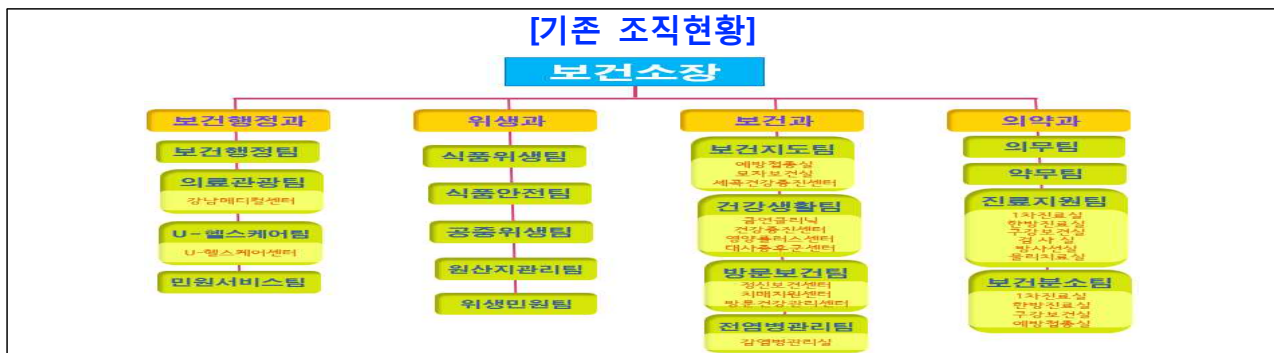 [기존 조직현황]
보건소장
보건행정과
보건행정팀
의료관광팀
강남메디컬센터
U-헬스케어팀
U-헬스케어센터
민원서비스팀
위생과
식품위생팀
식품안전팀
공중위생팀
원산지관리팀
위생민원팀
보건과
보건지도팀
예방접종실
모자보건실
세곡건강증진센터
건강생활팀
금연클리닉
건강증진센터
영양플러스센터
대사증후군센터
방문보건팀
정신보건센터
치매지원센터
방문건강관리센터
전염병관리팀
감염병관리실
의약과
의무팀
약무팀
진료지원팀
1차진료실
한방진료실
구강보건실
검 사 실
방사선실
물리치료실
보건분소팀
1차진료실
한방진료실
구강보건실
예방접종실